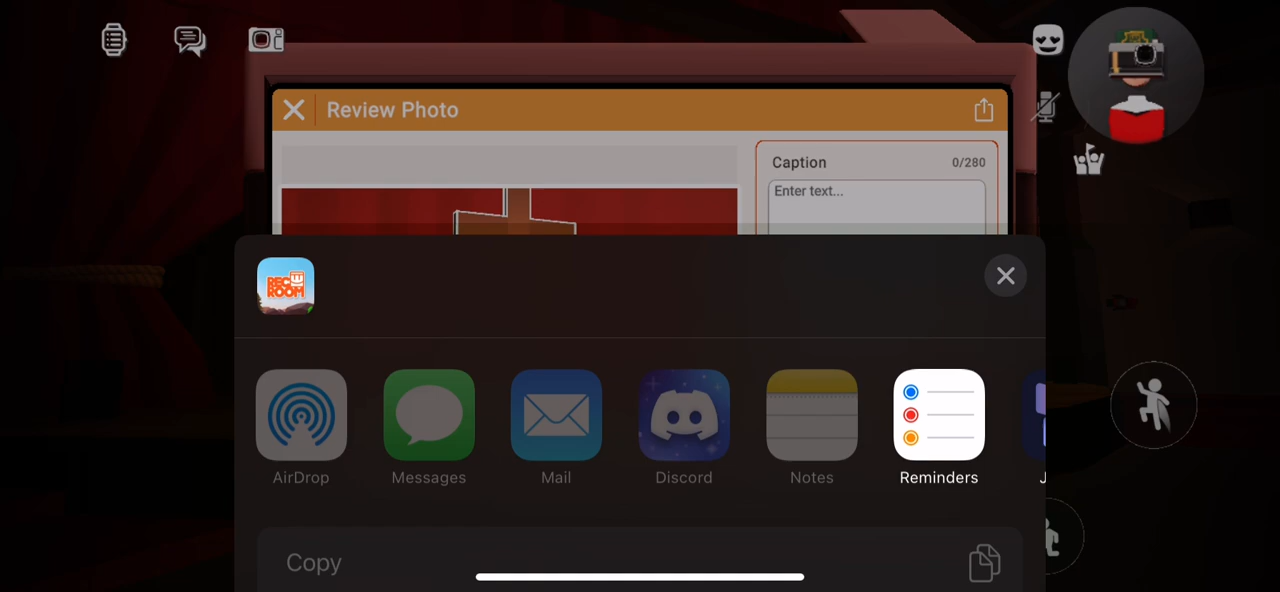 Review Photo
Caption 0/280
Enter text...
REC ROOM
AirDrop Messages Mail Discord Notes Reminders J
Copy